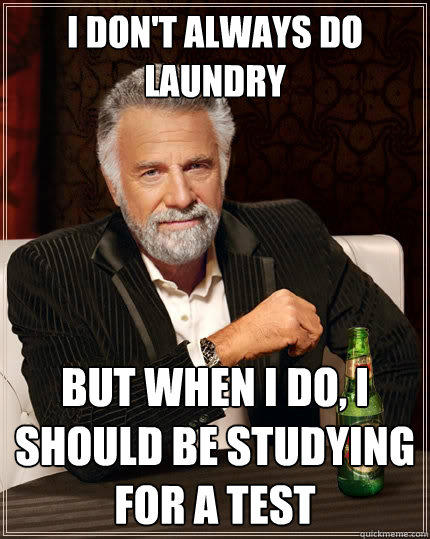 I DON'T ALWAYS DO
LAUNDRY
BUT WHEN I DO, I
SHOULD BE STUDYING
FOR A TEST
quickmeme.com